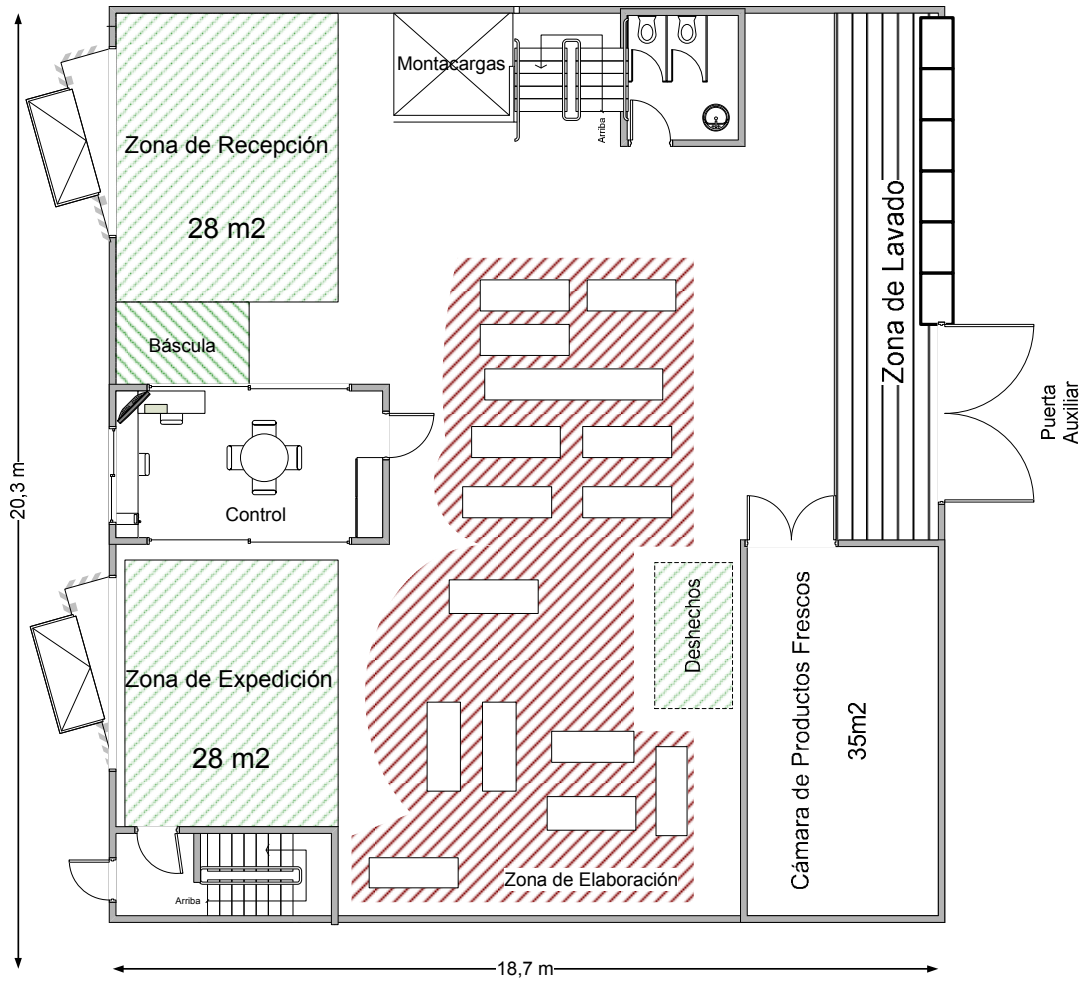 Montacargas
Arriba
Zona de Recepción
28 m2
Zona de Lavado
Báscula
Puerta
Auxiliar
20,3 m
Control
Deshechos
Zona de Expedición
28 m2
Cámara de Productos Frescos
35m2
Zona de Elaboración
Arriba
18,7 m